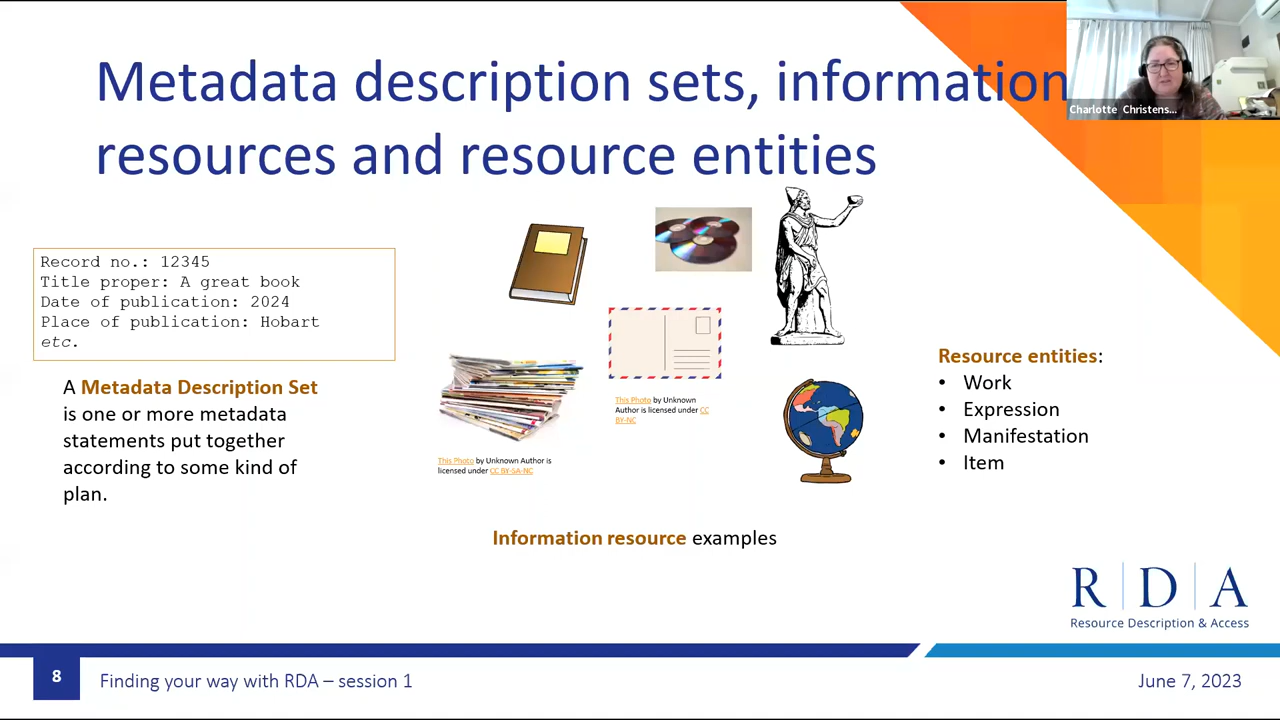 Metadata description sets, information
resources and resource entities
Charlotte Christens...
Record no.: 12345
Title proper: A great book
Date of publication: 2024
Place of publication: Hobart
etc.
A Metadata Description Set
is one or more metadata
statements put together
according to some kind of
plan.
This Photo by Unknown
Author is licensed under CC
BY-NC
This Photo by Unknown Author is
licensed under CC BY-SA-NC
Information resource examples
Resource entities:
• Work
• Expression
• Manifestation
• Item
R D A
Resource Description & Access
8
Finding your way with RDA – session 1
June 7, 2023